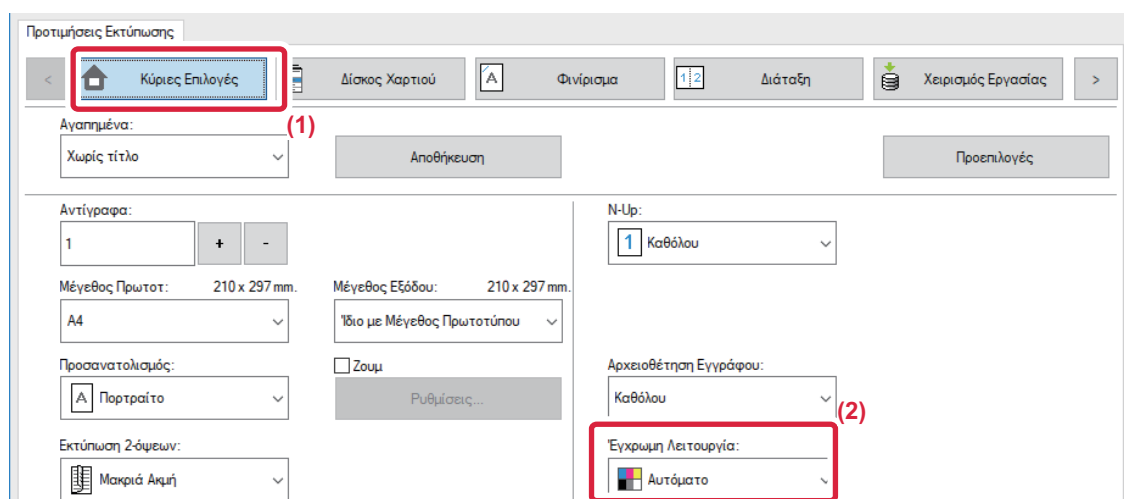 Προτιμήσεις Εκτύπωσης
< Κύριες Επιλογές Δίσκος Χαρτιού A Φινίρισμα 1 2 Διάταξη Χειρισμός Εργασίας >
(1)
Αγαπημένα:
Χωρίς τίτλο Αποθήκευση Προεπιλογές
Αντίγραφα: N-Up:
1 + - 1 Καθόλου
Μέγεθος Πρωτοτ: 210 x 297 mm. Μέγεθος Εξόδου: 210 x 297 mm.
A4 Ίδιο με Μέγεθος Πρωτοτύπου
Προσανατολισμός: Ζουμ Αρχειοθέτηση Εγγράφου:
A Πορτραίτο Ρυθμίσεις... Καθόλου
(2)
Εκτύπωση 2-όψεων: Έγχρωμη Λειτουργία:
Μακριά Ακμή Αυτόματο